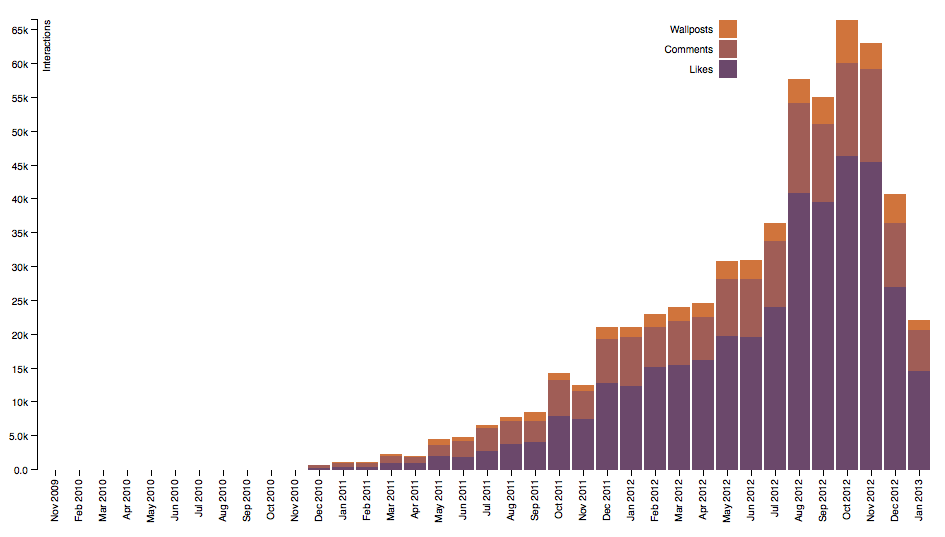 Interactions
65k
60k
55k
50k
45k
40k
35k
30k
25k
20k
15k
10k
5.0k
0.0
Wallposts
Comments
Likes
Nov 2009
Feb 2010
Mar 2010
Apr 2010
May 2010
Jun 2010
Jul 2010
Aug 2010
Sep 2010
Oct 2010
Nov 2010
Dec 2010
Jan 2011
Feb 2011
Mar 2011
Apr 2011
May 2011
Jun 2011
Jul 2011
Aug 2011
Sep 2011
Oct 2011
Nov 2011
Dec 2011
Jan 2012
Feb 2012
Mar 2012
Apr 2012
May 2012
Jun 2012
Jul 2012
Aug 2012
Sep 2012
Oct 2012
Nov 2012
Dec 2012
Jan 2013